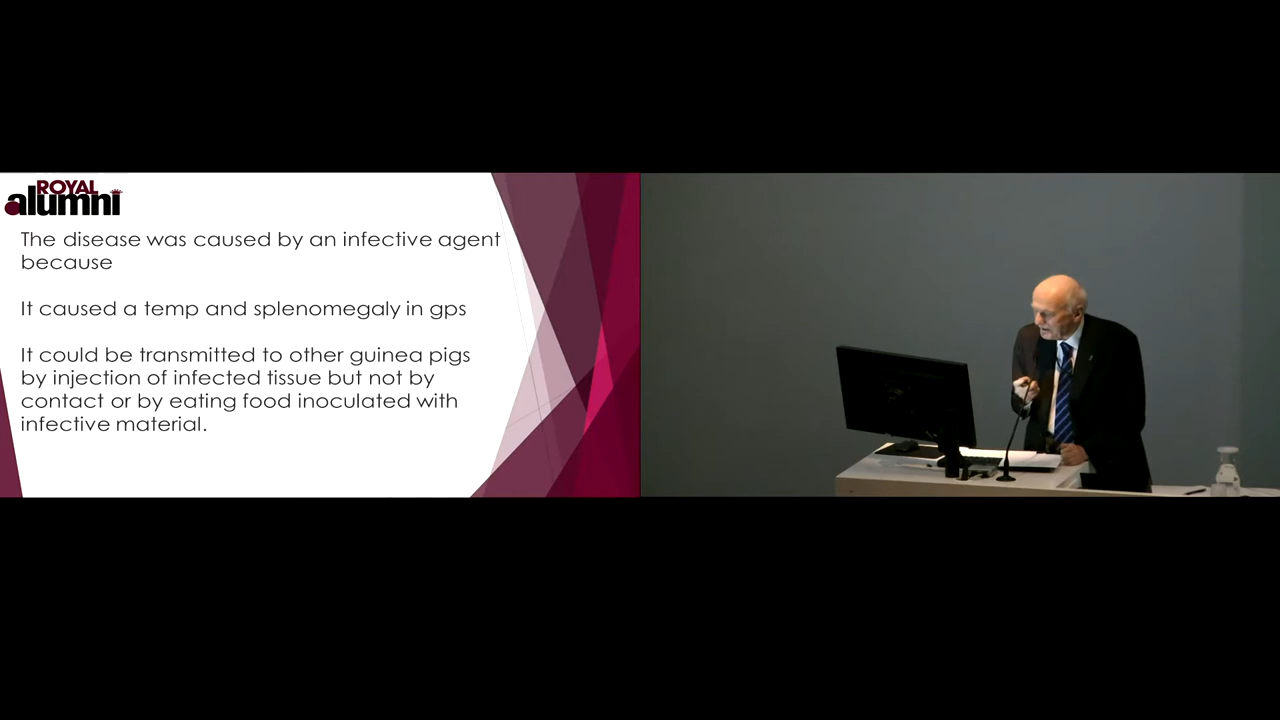 ROYAL
alumni
The disease was caused by an infective agent
because
It caused a temp and splenomegaly in gps
It could be transmitted to other guinea pigs
by injection of infected tissue but not by
contact or by eating food inoculated with
infective material.